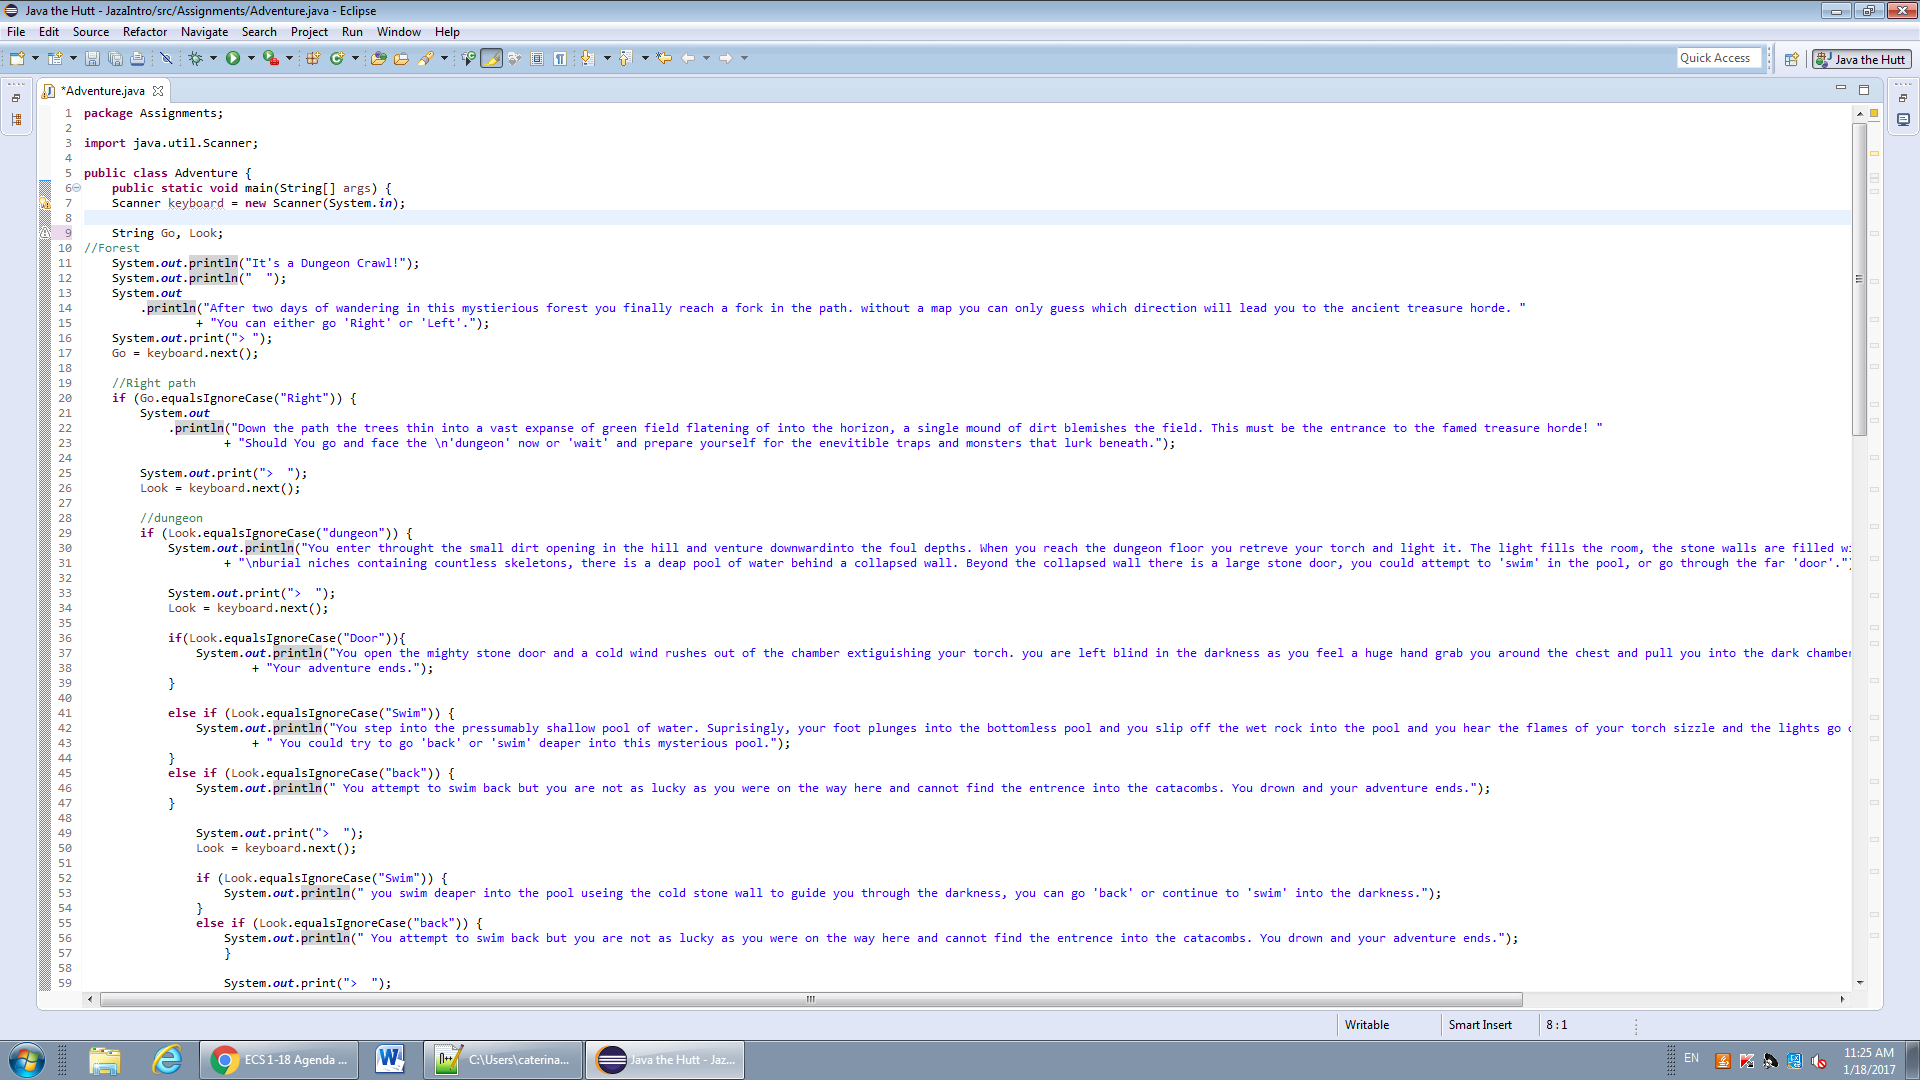 Java the Hutt - JazaIntro/src/Assignments/Adventure.java - Eclipse
File Edit Source Refactor Navigate Search Project Run Window Help
Quick Access
Java the Hutt
*Adventure.java
1 package Assignments;
2
3 import java.util.Scanner;
4
5 public class Adventure {
6 public static void main(String[] args) {
7 Scanner keyboard = new Scanner(System.in);
8
9 String Go, Look;
10 //Forest
11 System.out.println("It's a Dungeon Crawl!");
12 System.out.println("  ");
13 System.out
14 .println("After two days of wandering in this mystierious forest you finally reach a fork in the path. without a map you can only guess which direction will lead you to the ancient treasure horde. "
15 + "You can either go 'Right' or 'Left'.");
16 System.out.print("> ");
17 Go = keyboard.next();
18
19 //Right path
20 if (Go.equalsIgnoreCase("Right")) {
21 System.out
22 .println("Down the path the trees thin into a vast expanse of green field flatening of into the horizon, a single mound of dirt blemishes the field. This must be the entrance to the famed treasure horde! "
23 + "Should You go and face the \n'dungeon' now or 'wait' and prepare yourself for the enevitible traps and monsters that lurk beneath.");
24
25 System.out.print(">  ");
26 Look = keyboard.next();
27
28 //dungeon
29 if (Look.equalsIgnoreCase("dungeon")) {
30 System.out.println("You enter throught the small dirt opening in the hill and venture downwardinto the foul depths. When you reach the dungeon floor you retreve your torch and light it. The light fills the room, the stone walls are filled wi
31 + "\nburial niches containing countless skeletons, there is a deap pool of water behind a collapsed wall. Beyond the collapsed wall there is a large stone door, you could attempt to 'swim' in the pool, or go through the far 'door'.")
32
33 System.out.print(">  ");
34 Look = keyboard.next();
35
36 if(Look.equalsIgnoreCase("Door")){
37 System.out.println("You open the mighty stone door and a cold wind rushes out of the chamber extiguishing your torch. you are left blind in the darkness as you feel a huge hand grab you around the chest and pull you into the dark chamber
38 + "Your adventure ends.");
39 }
40
41 else if (Look.equalsIgnoreCase("Swim")) {
42 System.out.println("You step into the pressumably shallow pool of water. Suprisingly, your foot plunges into the bottomless pool and you slip off the wet rock into the pool and you hear the flames of your torch sizzle and the lights go o
43 + " You could try to go 'back' or 'swim' deaper into this mysterious pool.");
44 }
45 else if (Look.equalsIgnoreCase("back")) {
46 System.out.println(" You attempt to swim back but you are not as lucky as you were on the way here and cannot find the entrence into the catacombs. You drown and your adventure ends.");
47 }
48
49 System.out.print(">  ");
50 Look = keyboard.next();
51
52 if (Look.equalsIgnoreCase("Swim")) {
53 System.out.println(" you swim deaper into the pool useing the cold stone wall to guide you through the darkness, you can go 'back' or continue to 'swim' into the darkness.");
54 }
55 else if (Look.equalsIgnoreCase("back")) {
56 System.out.println(" You attempt to swim back but you are not as lucky as you were on the way here and cannot find the entrence into the catacombs. You drown and your adventure ends.");
57 }
58
59 System.out.print(">  ");
Writable Smart Insert 8 : 1
ECS 1-18 Agenda ... C:\Users\caterina... Java the Hutt - Jaz... EN 11:25 AM
1/18/2017